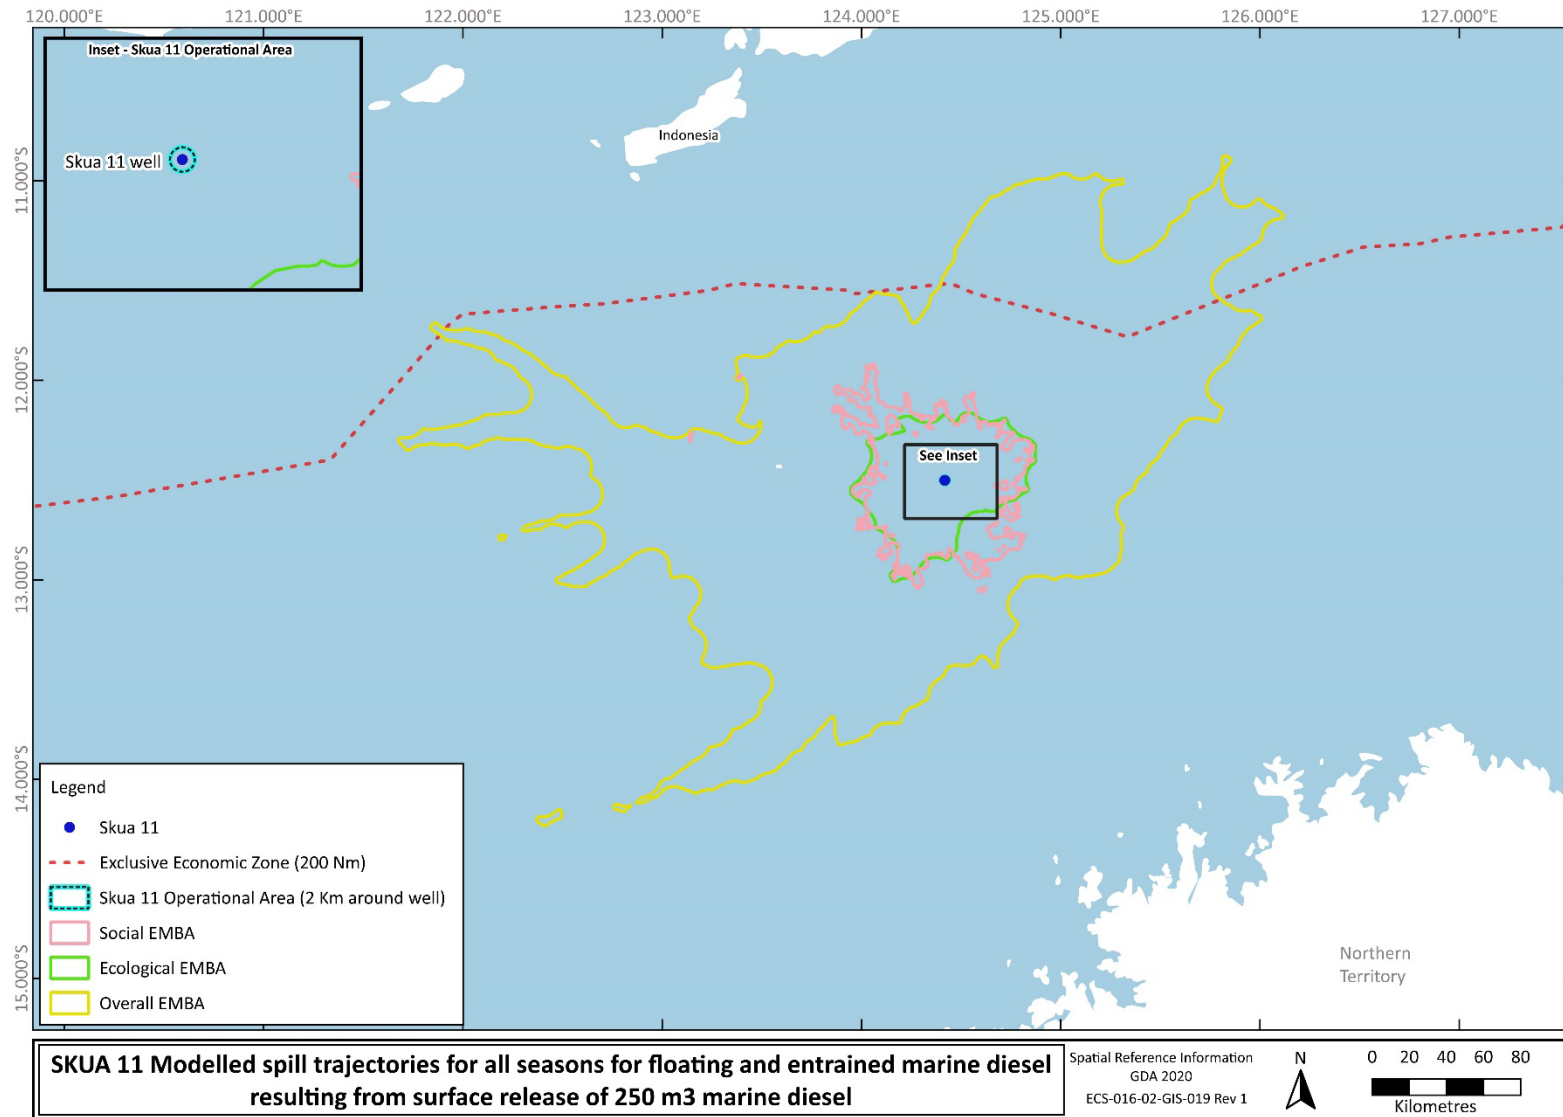 120.000°E 121.000°E 122.000°E 123.000°E 124.000°E 125.000°E 126.000°E 127.000°E
Inset - Skua 11 Operational Area
Skua 11 well
Indonesia
11.000°S
12.000°S
13.000°S
14.000°S
15.000°S
See Inset
Legend
Skua 11
Exclusive Economic Zone (200 Nm)
Skua 11 Operational Area (2 Km around well)
Social EMBA
Ecological EMBA
Overall EMBA
Northern
Territory
SKUA 11 Modelled spill trajectories for all seasons for floating and entrained marine diesel
resulting from surface release of 250 m3 marine diesel
Spatial Reference Information
GDA 2020
ECS-016-02-GIS-019 Rev 1
N
0 20 40 60 80
Kilometres